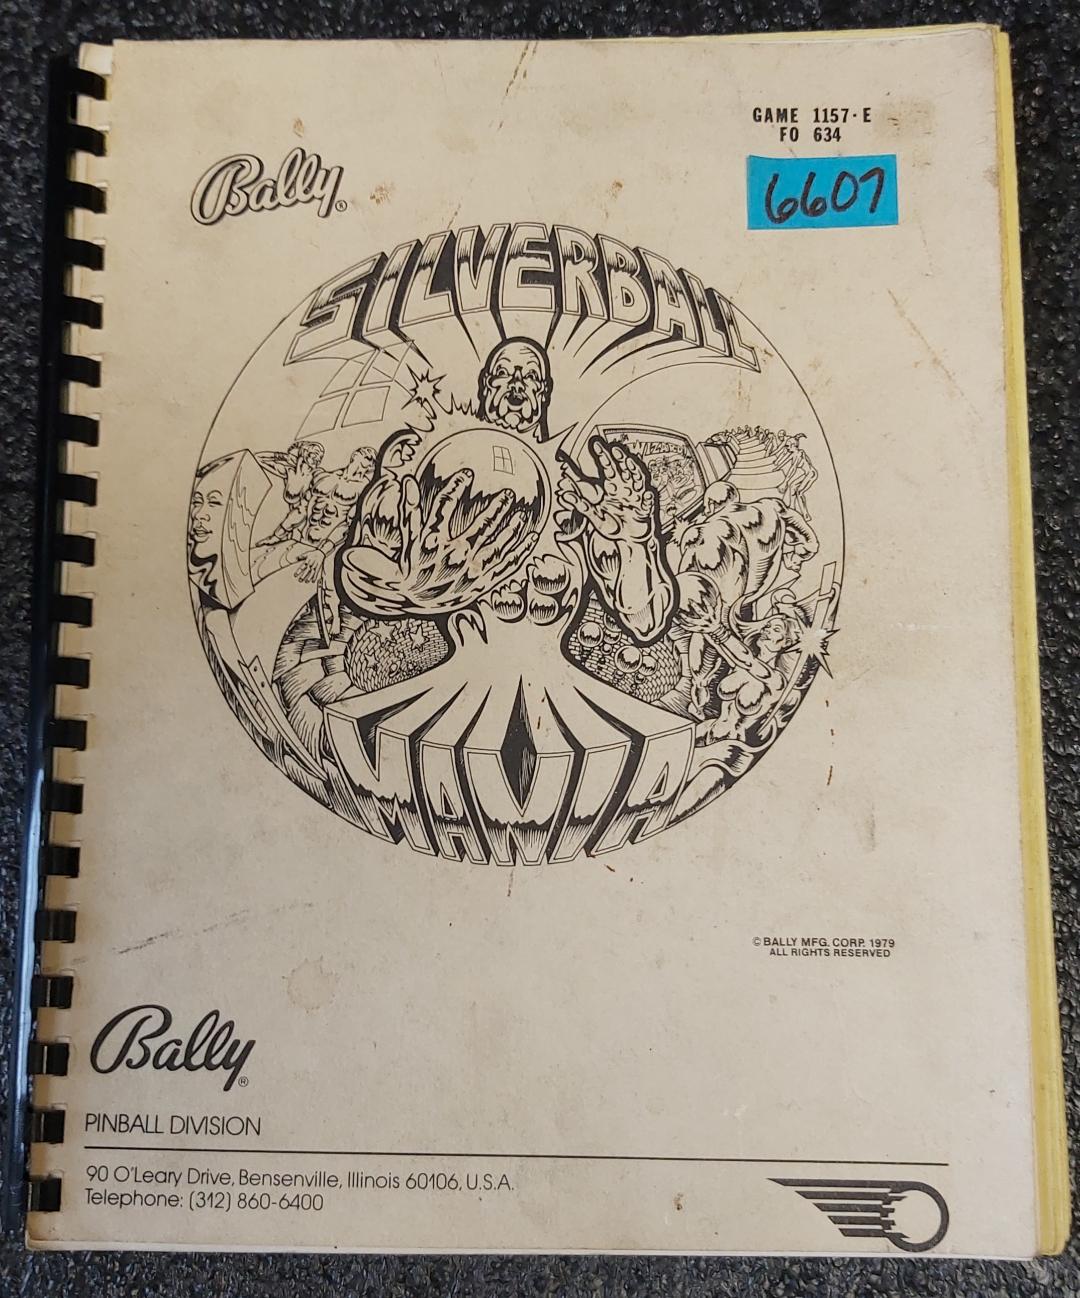 GAME 1157-E
FO 634
Bally®
6607
SILVERBALL
WIZARD
MANIA
© BALLY MFG. CORP. 1979
ALL RIGHTS RESERVED
Bally®
PINBALL DIVISION
90 O'Leary Drive, Bensenville, Illinois 60106, U.S.A.
Telephone: (312) 860-6400